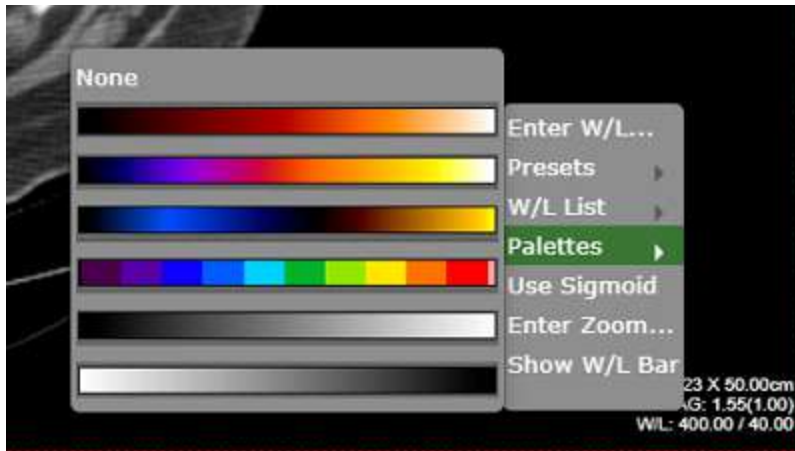 None
Enter W/L...
Presets
W/L List
Palettes
Use Sigmoid
Enter Zoom...
Show W/L Bar
23 X 50.00cm
G: 1.55(1.00)
W/L: 400.00 / 40.00